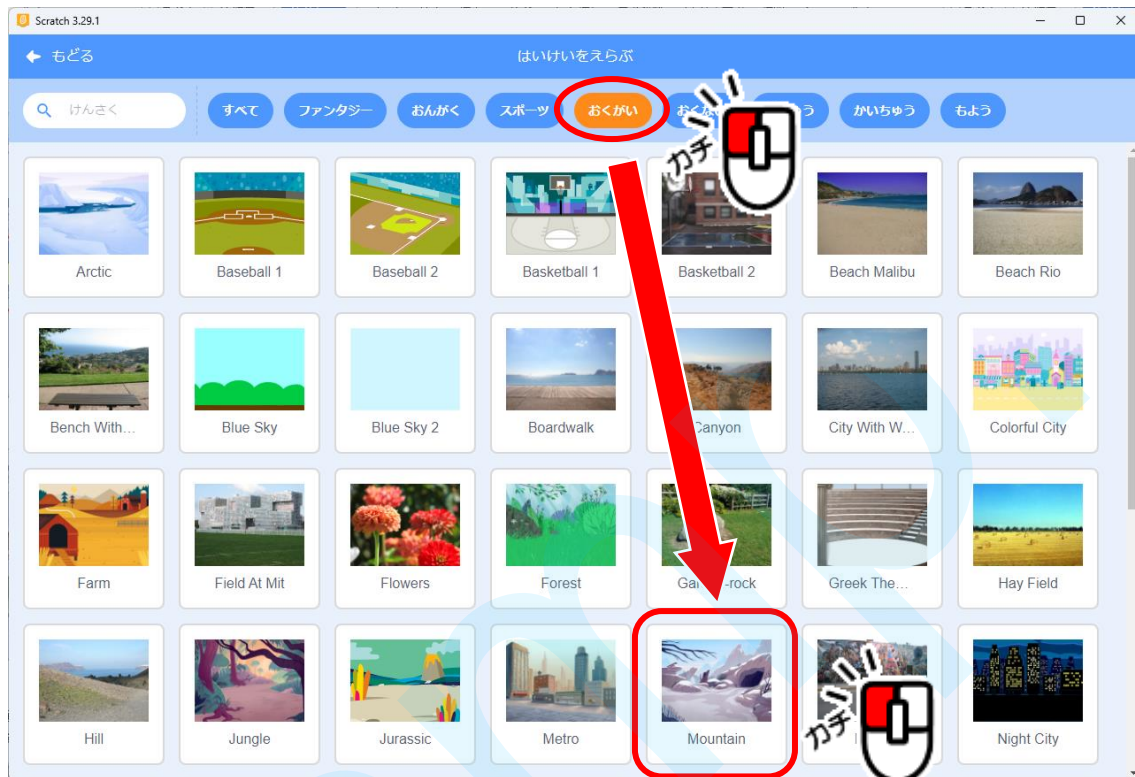 Scratch 3.29.1
もどる
はいけいをえらぶ
けんさく
すべて
ファンタジー
おんがく
スポーツ
おくがい
かいちゅう
もよう
カチ
Arctic
Baseball 1
Baseball 2
Basketball 1
Basketball 2
Beach Malibu
Beach Rio
Bench With...
Blue Sky
Blue Sky 2
Boardwalk
Canyon
City With W...
Colorful City
Farm
Field At Mit
Flowers
Forest
Greek The...
Hay Field
Hill
Jungle
Jurassic
Metro
Mountain
カチ
Night City